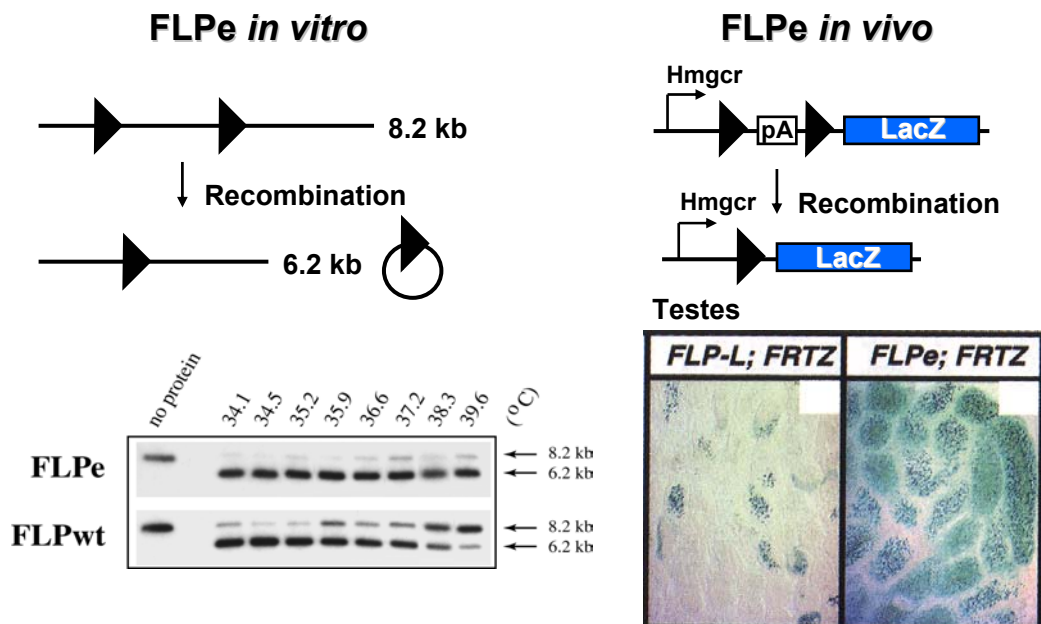 FLPe in vitro
8.2 kb
Recombination
6.2 kb
no protein
34.1
34.5
35.2
35.9
36.6
37.2
38.3
39.6
(°C)
FLPe
8.2 kb
6.2 kb
FLPwt
8.2 kb
6.2 kb
FLPe in vivo
Hmgcr
pA
LacZ
Recombination
Hmgcr
LacZ
Testes
FLP-L; FRTZ
FLPe; FRTZ